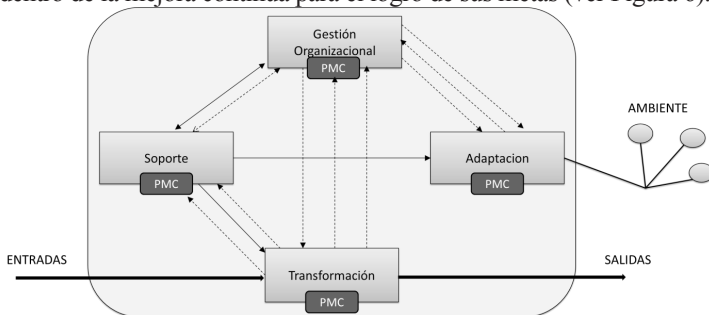 dentro de la mejora continua para el logro de sus metas (ver Figura 6).
Gestión
Organizacional
PMC
AMBIENTE
Soporte
PMC
Adaptacion
PMC
ENTRADAS
SALIDAS
Transformación
PMC